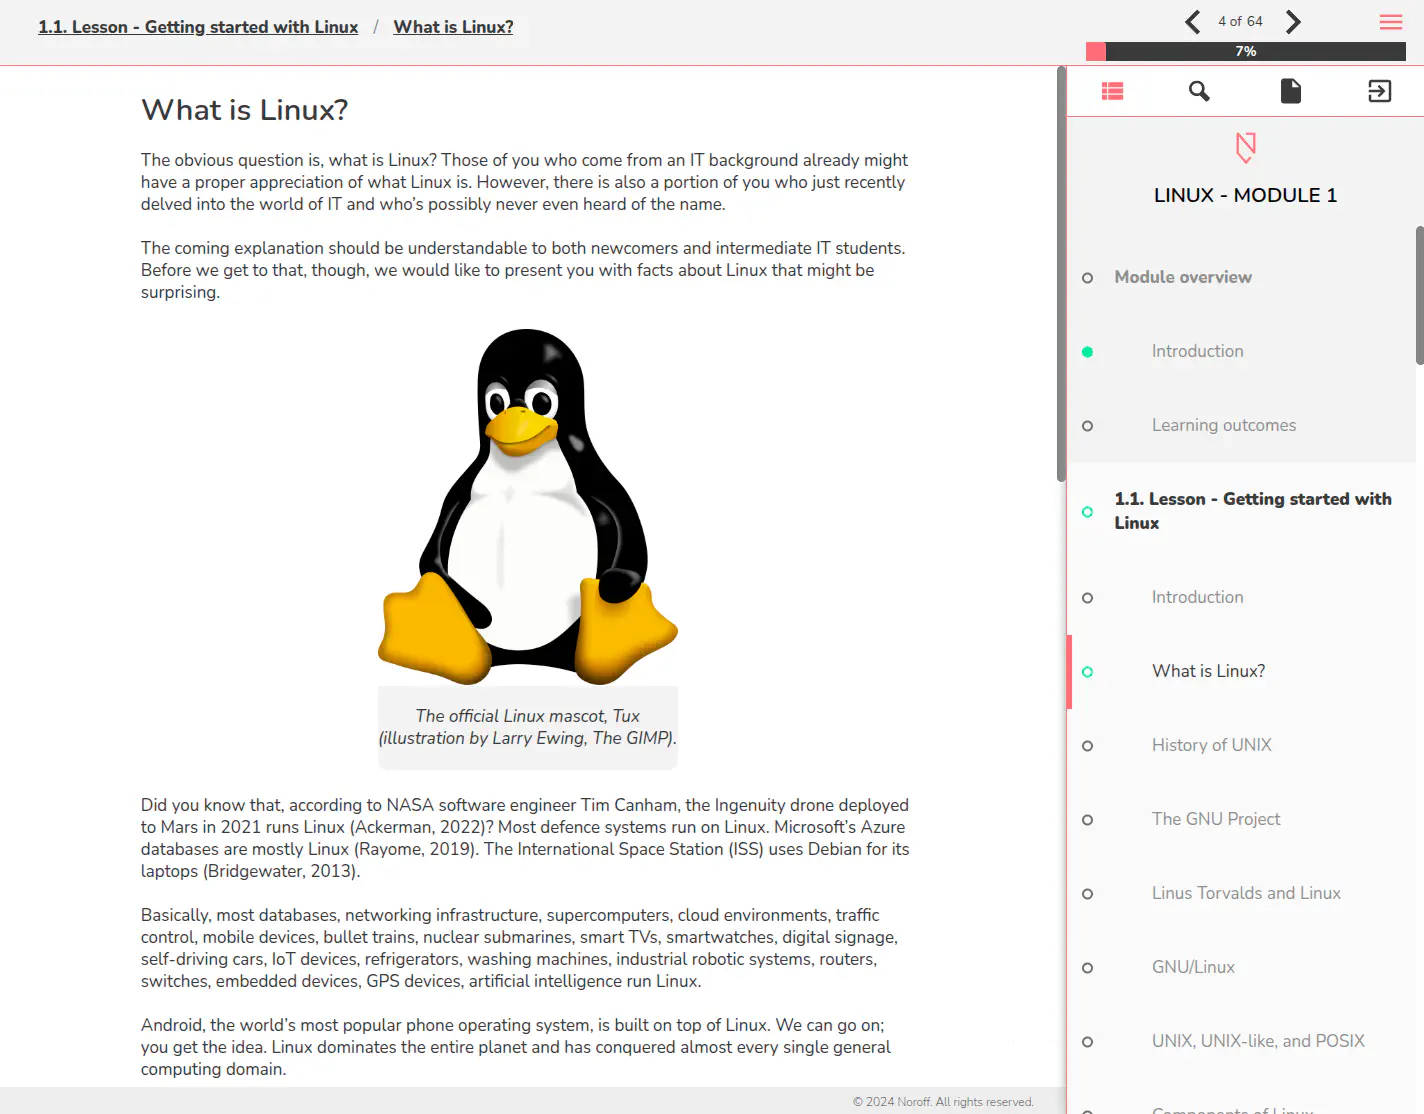 1.1. Lesson - Getting started with Linux / What is Linux?
4 of 64
7%
What is Linux?
The obvious question is, what is Linux? Those of you who come from an IT background already might
have a proper appreciation of what Linux is. However, there is also a portion of you who just recently
delved into the world of IT and who's possibly never even heard of the name.
The coming explanation should be understandable to both newcomers and intermediate IT students.
Before we get to that, though, we would like to present you with facts about Linux that might be
surprising.
The official Linux mascot, Tux
(illustration by Larry Ewing, The GIMP).
Did you know that, according to NASA software engineer Tim Canham, the Ingenuity drone deployed
to Mars in 2021 runs Linux (Ackerman, 2022)? Most defence systems run on Linux. Microsoft's Azure
databases are mostly Linux (Rayome, 2019). The International Space Station (ISS) uses Debian for its
laptops (Bridgewater, 2013).
Basically, most databases, networking infrastructure, supercomputers, cloud environments, traffic
control, mobile devices, bullet trains, nuclear submarines, smart TVs, smartwatches, digital signage,
self-driving cars, IoT devices, refrigerators, washing machines, industrial robotic systems, routers,
switches, embedded devices, GPS devices, artificial intelligence run Linux.
Android, the world's most popular phone operating system, is built on top of Linux. We can go on;
you get the idea. Linux dominates the entire planet and has conquered almost every single general
computing domain.
© 2024 Noroff. All rights reserved.
LINUX - MODULE 1
Module overview
Introduction
Learning outcomes
1.1. Lesson - Getting started with
Linux
Introduction
What is Linux?
History of UNIX
The GNU Project
Linus Torvalds and Linux
GNU/Linux
UNIX, UNIX-like, and POSIX
Components of Linux